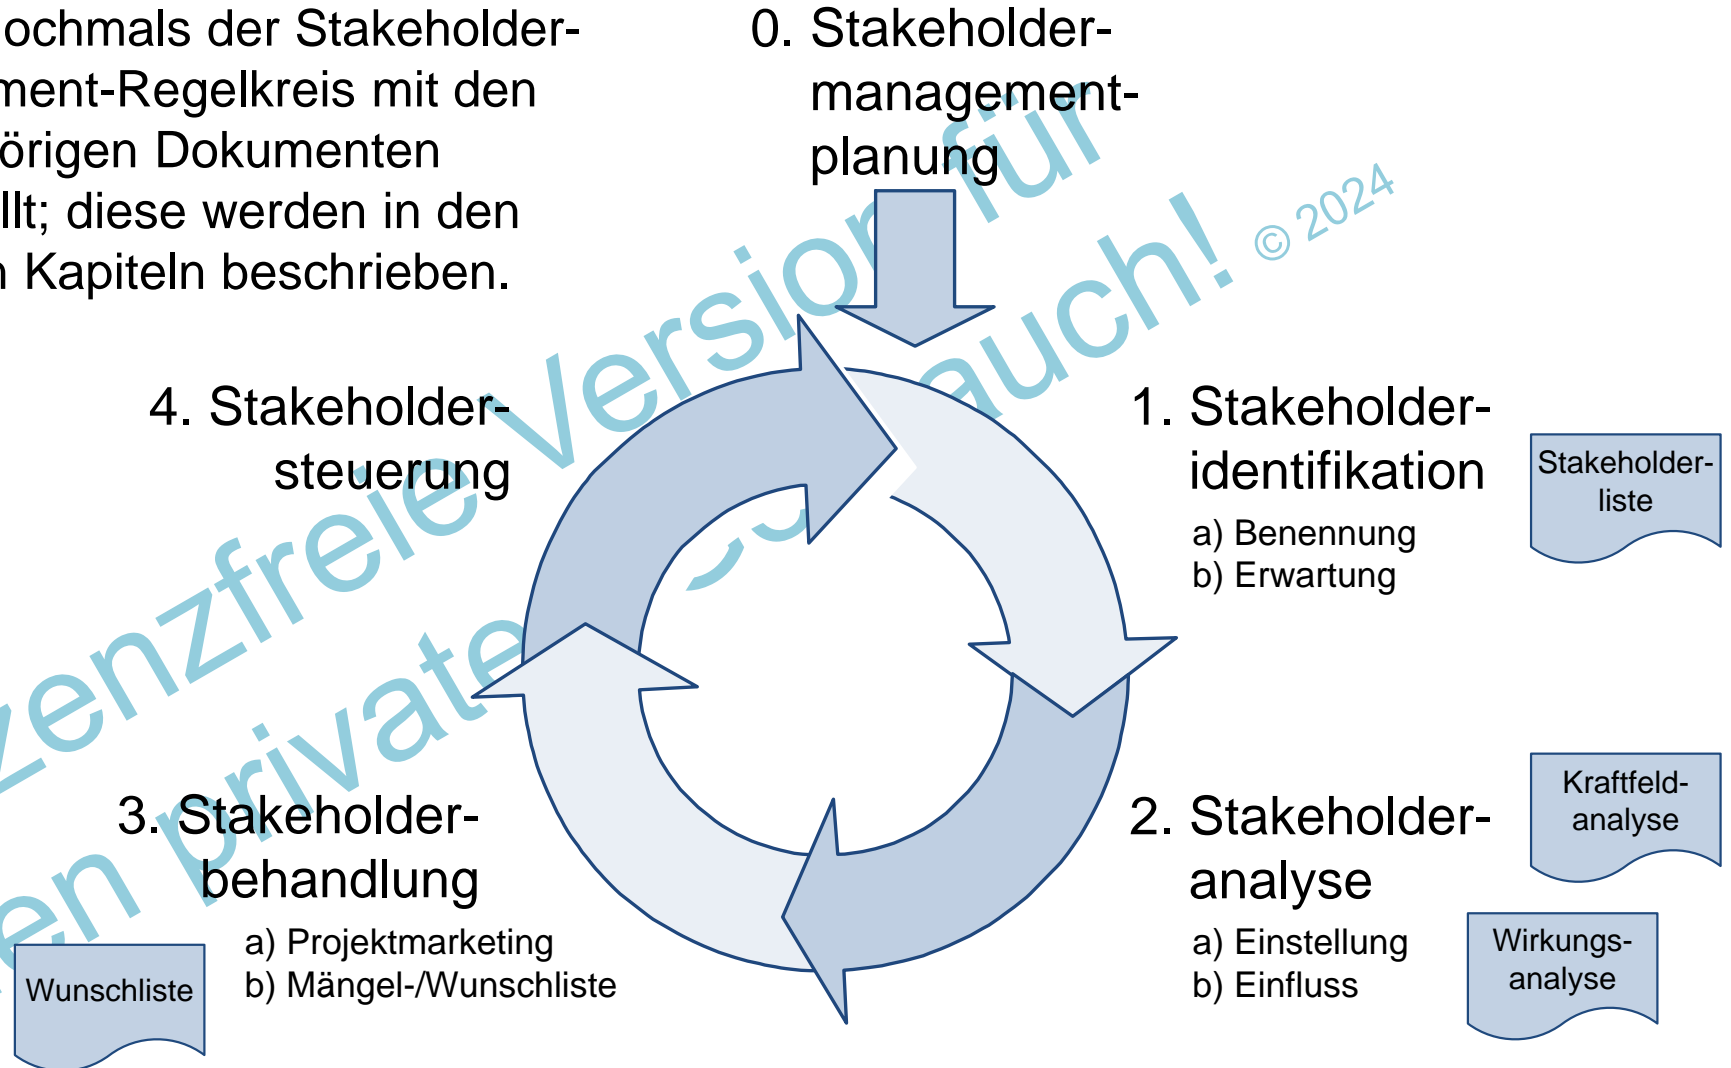 ochmals der Stakeholder-
ment-Regelkreis mit den
örigen Dokumenten
llt; diese werden in den
n Kapiteln beschrieben.
0. Stakeholder-
management-
planung
4. Stakeholder-
steuerung
1. Stakeholder-
identifikation
a) Benennung
b) Erwartung
Stakeholder-
liste
3. Stakeholder-
behandlung
a) Projektmarketing
b) Mängel-/Wunschliste
Wunschliste
2. Stakeholder-
analyse
a) Einstellung
b) Einfluss
Kraftfeld-
analyse
Wirkungs-
analyse
zenzfreie Version für
en private auch! © 2024